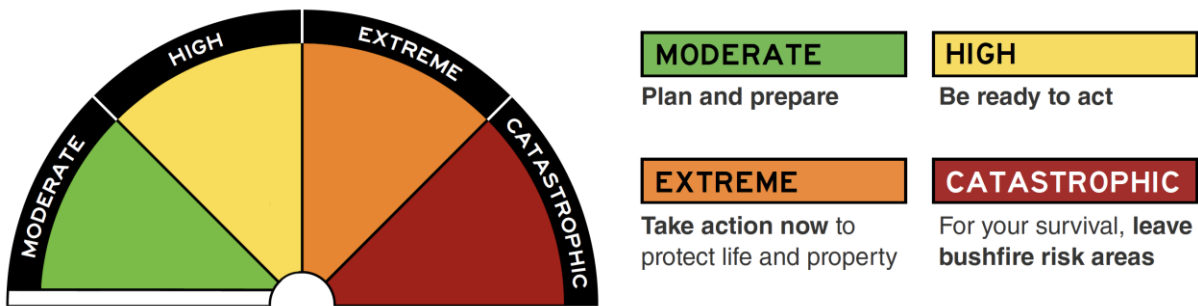 MODERATE
HIGH
EXTREME
CATASTROPHIC
MODERATE
Plan and prepare
HIGH
Be ready to act
EXTREME
Take action now to
protect life and property
CATASTROPHIC
For your survival, leave
bushfire risk areas